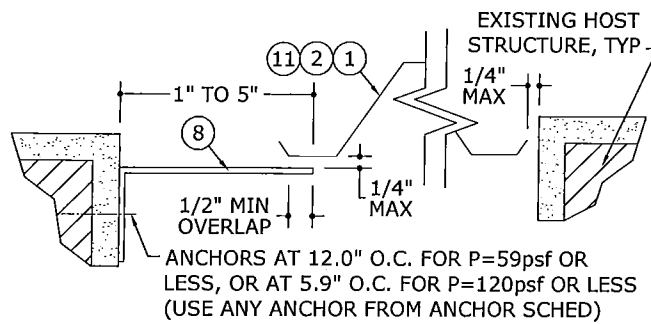 EXISTING HOST
STRUCTURE, TYP
11 2 1
1/4"
MAX
1" TO 5"
8
1/4"
MAX
1/2" MIN
OVERLAP
ANCHORS AT 12.0" O.C. FOR P=59psf OR
LESS, OR AT 5.9" O.C. FOR P=120psf OR LESS
(USE ANY ANCHOR FROM ANCHOR SCHED)